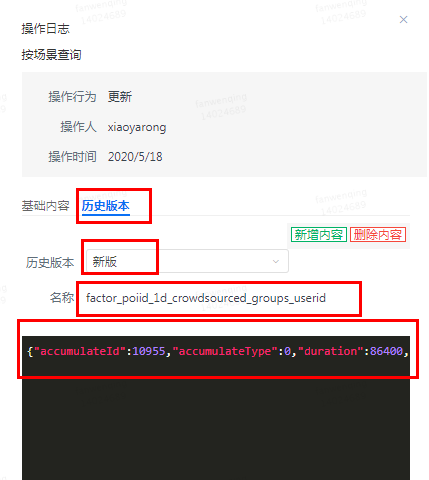 操作日志
按场景查询
操作行为 更新
操作人 xiaoyarong
操作时间 2020/5/18
基础内容 历史版本
新增内容 删除内容
历史版本 新版
名称 factor_poiid_1d_crowdsourced_groups_userid
{"accumulateId":10955,"accumulateType":0,"duration":86400,